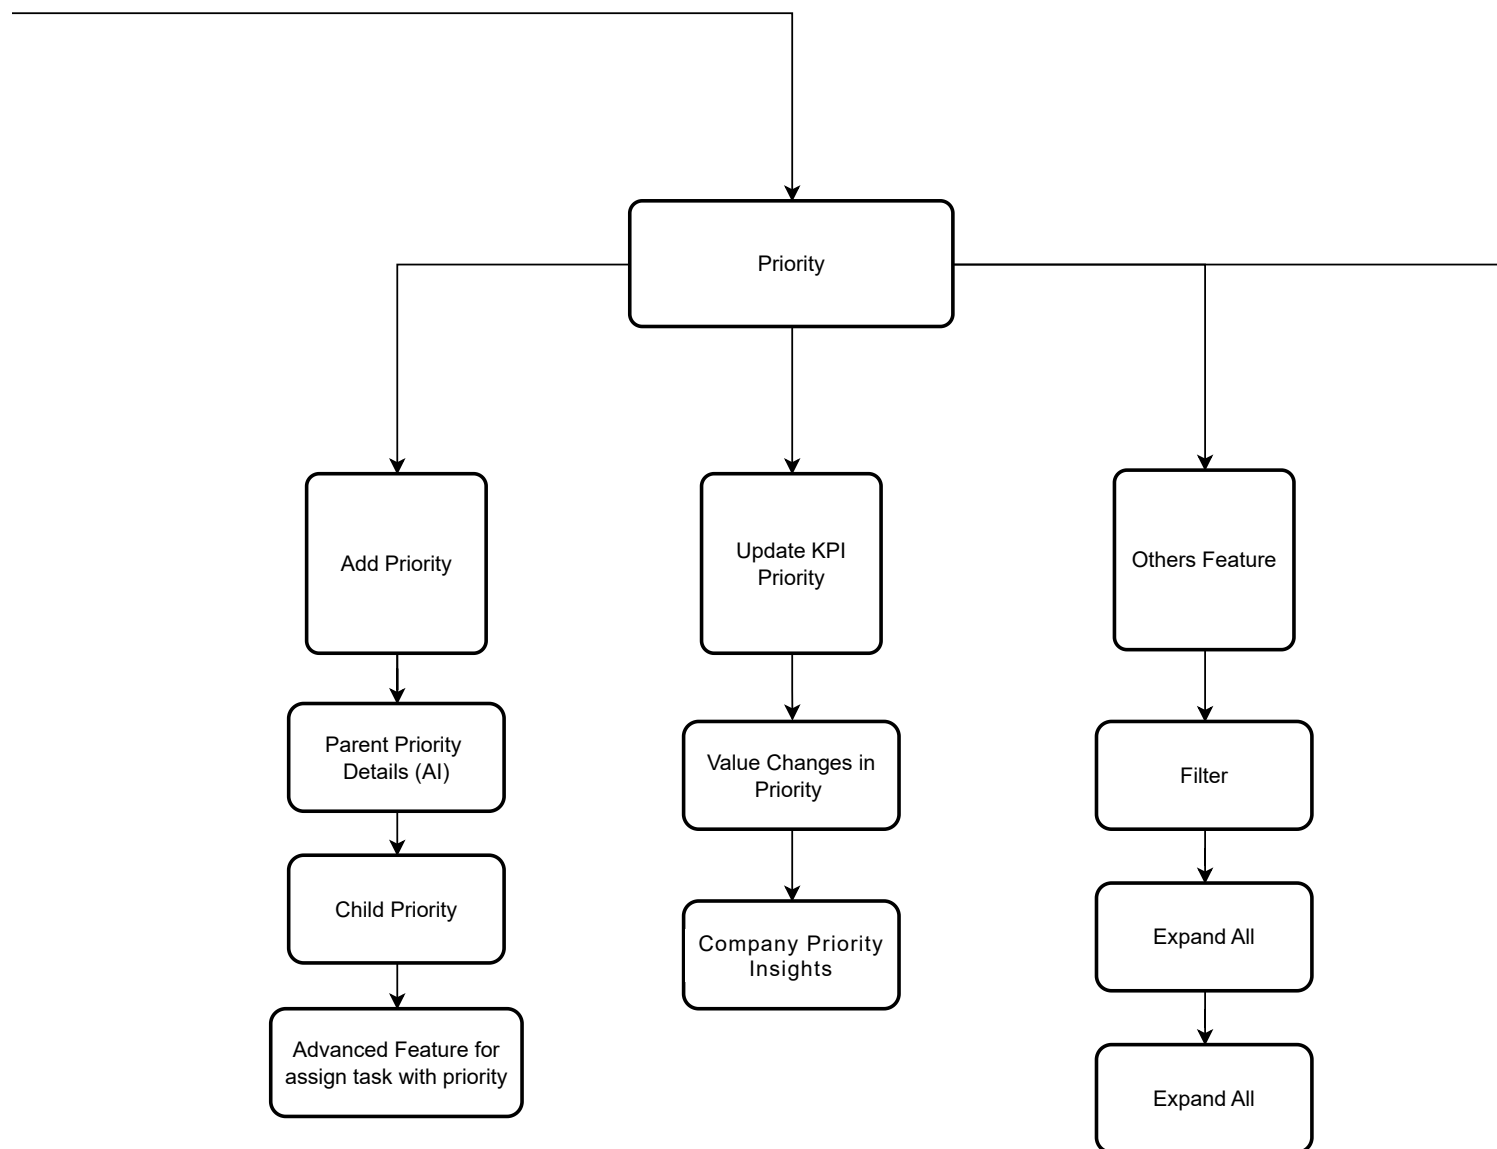 Priority
Add Priority
Parent Priority
Details (AI)
Child Priority
Advanced Feature for
assign task with priority
Update KPI
Priority
Value Changes in
Priority
Company Priority
Insights
Others Feature
Filter
Expand All
Expand All